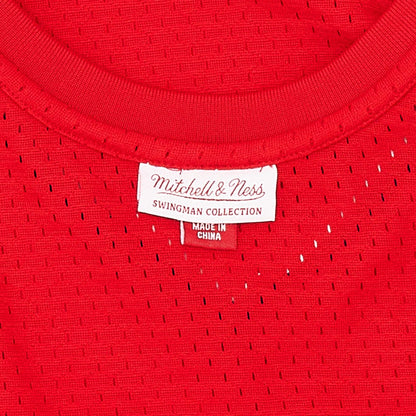 Mitchell & Ness
SWINGMAN COLLECTION
MADE IN
CHINA